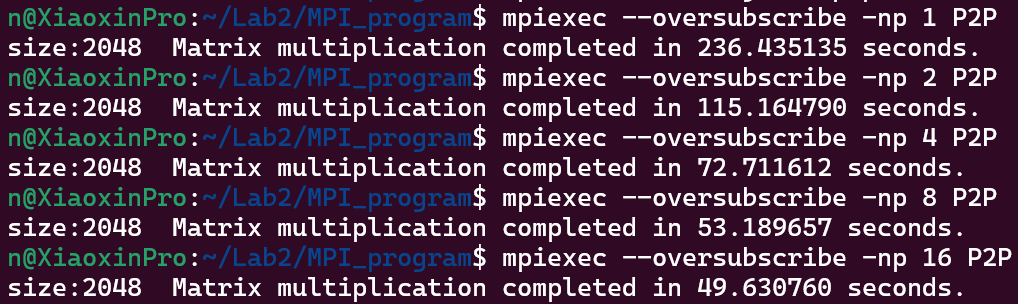 n@XiaoxinPro:~/Lab2/MPI_program$ mpiexec --oversubscribe -np 1 P2P
size:2048  Matrix multiplication completed in 236.435135 seconds.
n@XiaoxinPro:~/Lab2/MPI_program$ mpiexec --oversubscribe -np 2 P2P
size:2048  Matrix multiplication completed in 115.164790 seconds.
n@XiaoxinPro:~/Lab2/MPI_program$ mpiexec --oversubscribe -np 4 P2P
size:2048  Matrix multiplication completed in 72.711612 seconds.
n@XiaoxinPro:~/Lab2/MPI_program$ mpiexec --oversubscribe -np 8 P2P
size:2048  Matrix multiplication completed in 53.189657 seconds.
n@XiaoxinPro:~/Lab2/MPI_program$ mpiexec --oversubscribe -np 16 P2P
size:2048  Matrix multiplication completed in 49.630760 seconds.